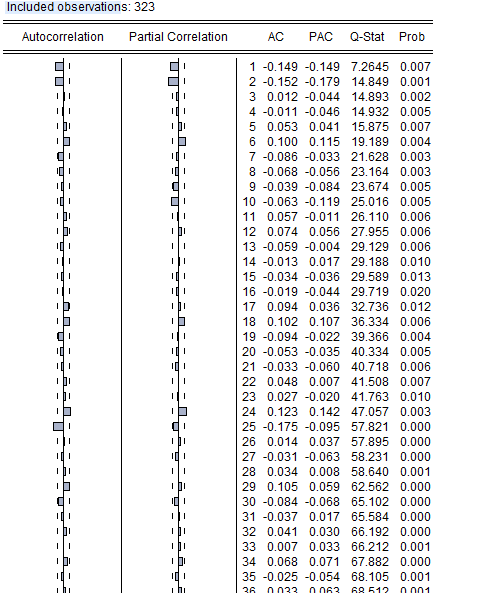 Included observations: 323
Autocorrelation Partial Correlation AC PAC Q-Stat Prob
1 -0.149 -0.149 7.2645 0.007
2 -0.152 -0.179 14.849 0.001
3 0.012 -0.044 14.893 0.002
4 -0.011 -0.046 14.932 0.005
5 0.053 0.041 15.875 0.007
6 0.100 0.115 19.189 0.004
7 -0.086 -0.033 21.628 0.003
8 -0.068 -0.056 23.164 0.003
9 -0.039 -0.084 23.674 0.005
10 -0.063 -0.119 25.016 0.005
11 0.057 -0.011 26.110 0.006
12 0.074 0.056 27.955 0.006
13 -0.059 -0.004 29.129 0.006
14 -0.013 0.017 29.188 0.010
15 -0.034 -0.036 29.589 0.013
16 -0.019 -0.044 29.719 0.020
17 0.094 0.036 32.736 0.012
18 0.102 0.107 36.334 0.006
19 -0.094 -0.022 39.366 0.004
20 -0.053 -0.035 40.334 0.005
21 -0.033 -0.060 40.718 0.006
22 0.048 0.007 41.508 0.007
23 0.027 -0.020 41.763 0.010
24 0.123 0.142 47.057 0.003
25 -0.175 -0.095 57.821 0.000
26 0.014 0.037 57.895 0.000
27 -0.031 -0.063 58.231 0.000
28 0.034 0.008 58.640 0.001
29 0.105 0.059 62.562 0.000
30 -0.084 -0.068 65.102 0.000
31 -0.037 0.017 65.584 0.000
32 0.041 0.030 66.192 0.000
33 0.007 0.033 66.212 0.001
34 0.068 0.071 67.882 0.000
35 -0.025 -0.054 68.105 0.001
36 0.033 0.063 68.512 0.001